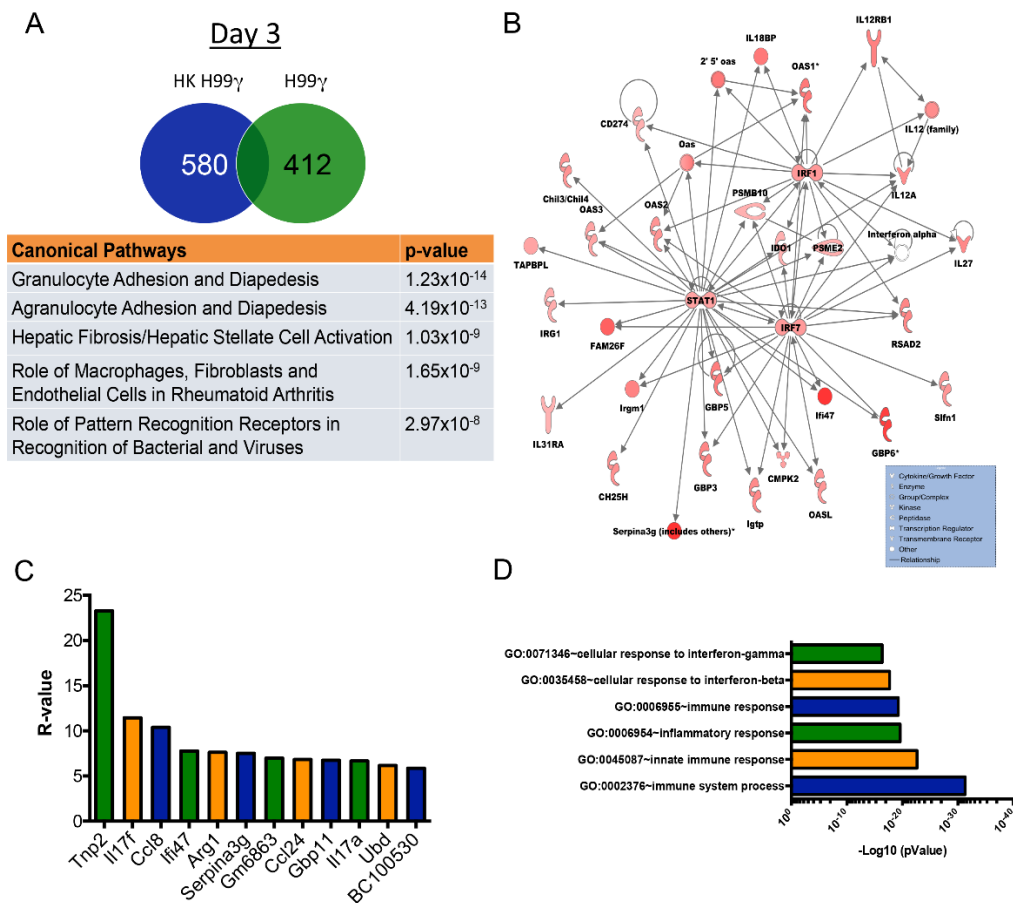 A
Day 3
HK H99γ
H99γ
580
412
Canonical Pathways p-value
Granulocyte Adhesion and Diapedesis 1.23x10-14
Agranulocyte Adhesion and Diapedesis 4.19x10-13
Hepatic Fibrosis/Hepatic Stellate Cell Activation 1.03x10-9
Role of Macrophages, Fibroblasts and 1.65x10-9
Endothelial Cells in Rheumatoid Arthritis
Role of Pattern Recognition Receptors in 2.97x10-8
Recognition of Bacterial and Viruses
B
IL12RB1
IL18BP
2' 5' oas
OAS1*
CD274
IL12 (family)
Oas
IRF1
Chil3/Chil4
PSMB10
IL12A
OAS3
OAS2
Interferon alpha
IDO1
PSME2
TAPBPL
IL27
STAT1
IRG1
IRF7
RSAD2
FAM26F
Irgm1
GBP5
Ifi47
Slfn1
IL31RA
GBP6*
CH25H
GBP3
CMPK2
Igtp
OASL
Serpina3g (includes others)*
Cytokine/Growth Factor
Enzyme
Group/Complex
Kinase
Peptidase
Transcription Regulator
Transmembrane Receptor
Other
Relationship
C
R-value
25
20
15
10
5
0
Tnp2
Il17f
Ccl8
Ifi47
Arg1
Serpina3g
Gm6863
Ccl24
Gbp11
Il17a
Ubd
BC100530
D
GO:0071346~cellular response to interferon-gamma
GO:0035458~cellular response to interferon-beta
GO:0006955~immune response
GO:0006954~inflammatory response
GO:0045087~innate immune response
GO:0002376~immune system process
100
10-10
10-20
10-30
10-40
-Log10 (pValue)